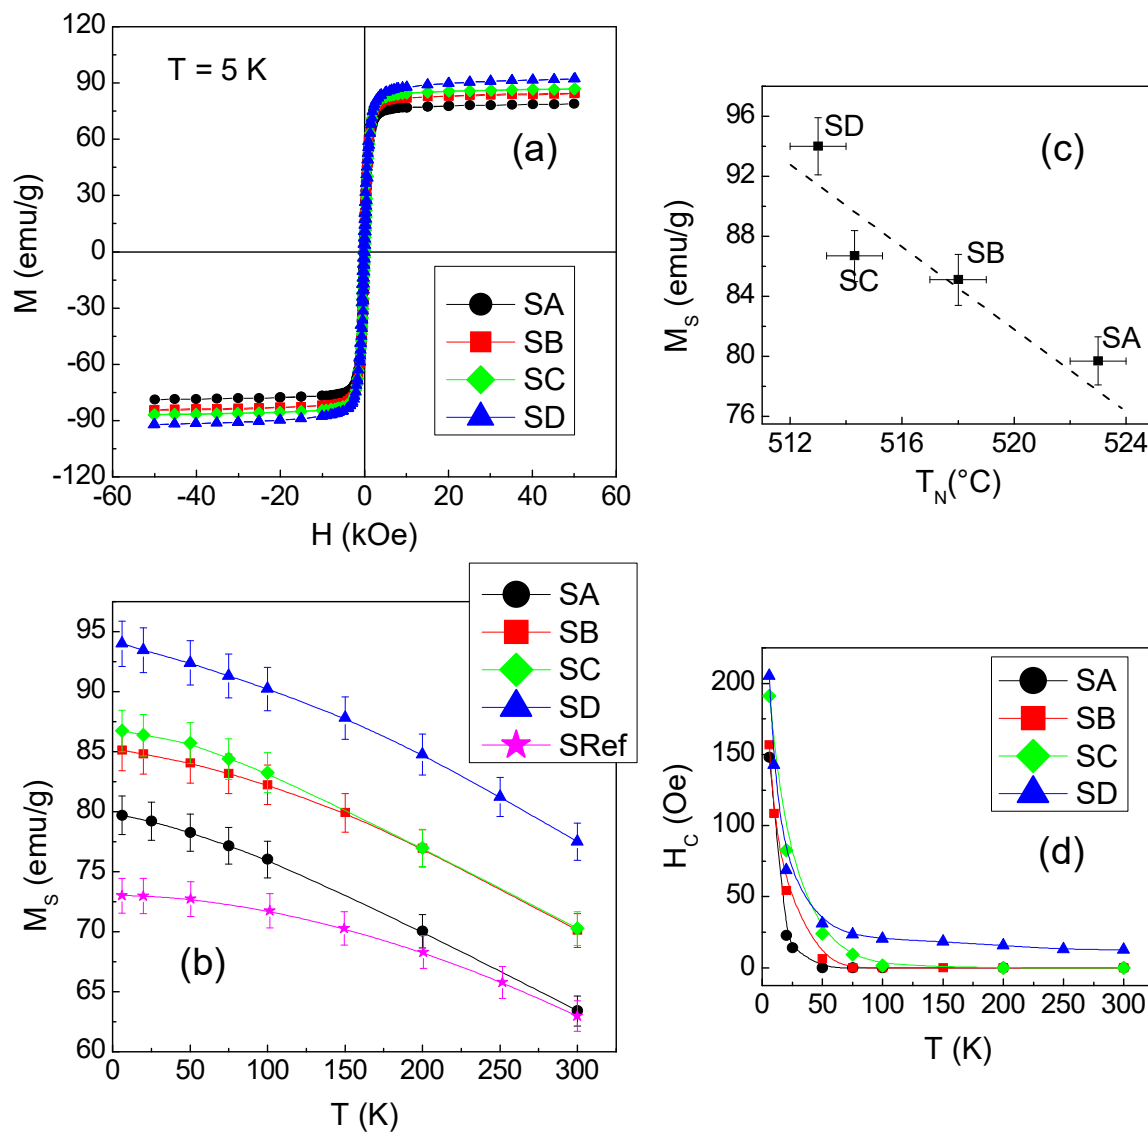 T = 5 K
(a)
M (emu/g)
120
90
60
30
0
-30
-60
-90
-120
-60
-40
-20
0
20
40
60
H (kOe)
SA
SB
SC
SD
(c)
M_S (emu/g)
96
92
88
84
80
76
512
516
520
524
T_N(°C)
SD
SC
SB
SA
(b)
M_S (emu/g)
95
90
85
80
75
70
65
60
0
50
100
150
200
250
300
T (K)
SA
SB
SC
SD
SRef
(d)
H_C (Oe)
200
150
100
50
0
0
50
100
150
200
250
300
T (K)
SA
SB
SC
SD